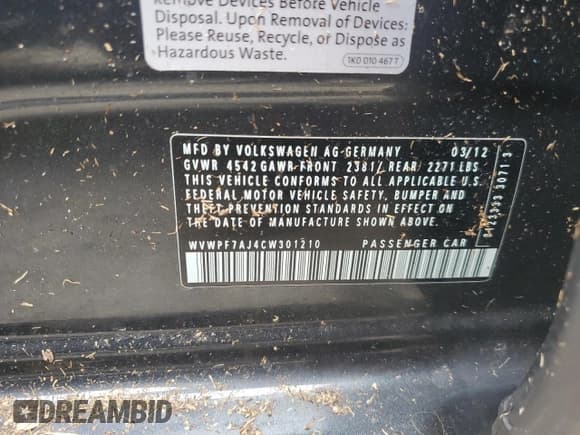 Remove Devices Before Vehicle
Disposal. Upon Removal of Devices:
Please Reuse, Recycle, or Dispose as
Hazardous Waste.
1K0 010 467 T
MFD BY VOLKSWAGEN AG-GERMANY 03/12
GVWR 4542 GAWR FRONT 2381/ REAR 2271 LBS
THIS VEHICLE CONFORMS TO ALL APPLICABLE U.S.
FEDERAL MOTOR VEHICLE SAFETY, BUMPER AND
THEFT PREVENTION STANDARDS IN EFFECT ON
THE DATE OF MANUFACTURE SHOWN ABOVE.
WVWPF7AJ4CW301210 PASSENGER CAR
30713
DREAMBID